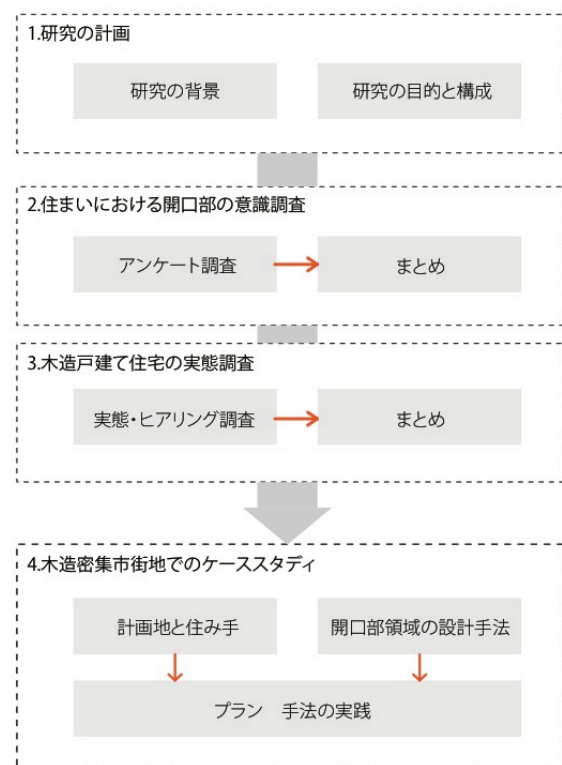 1.研究の計画
研究の背景
研究の目的と構成
2.住まいにおける開口部の意識調査
アンケート調査
まとめ
3.木造戸建て住宅の実態調査
実態・ヒアリング調査
まとめ
4.木造密集市街地でのケーススタディ
計画地と住み手
開口部領域の設計手法
プラン　手法の実践